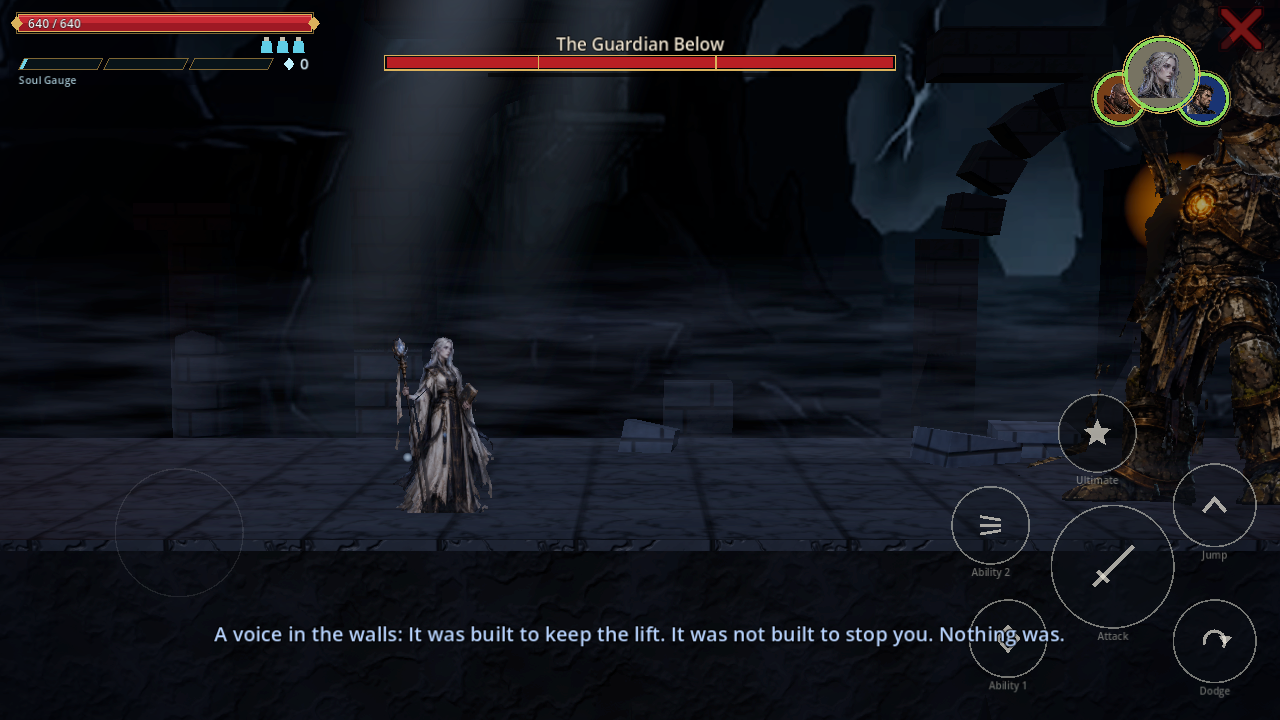 640 / 640
The Guardian Below
0
Soul Gauge
Ultimate
Jump
Ability 2
Attack
A voice in the walls: It was built to keep the lift. It was not built to stop you. Nothing was.
Ability 1
Dodge